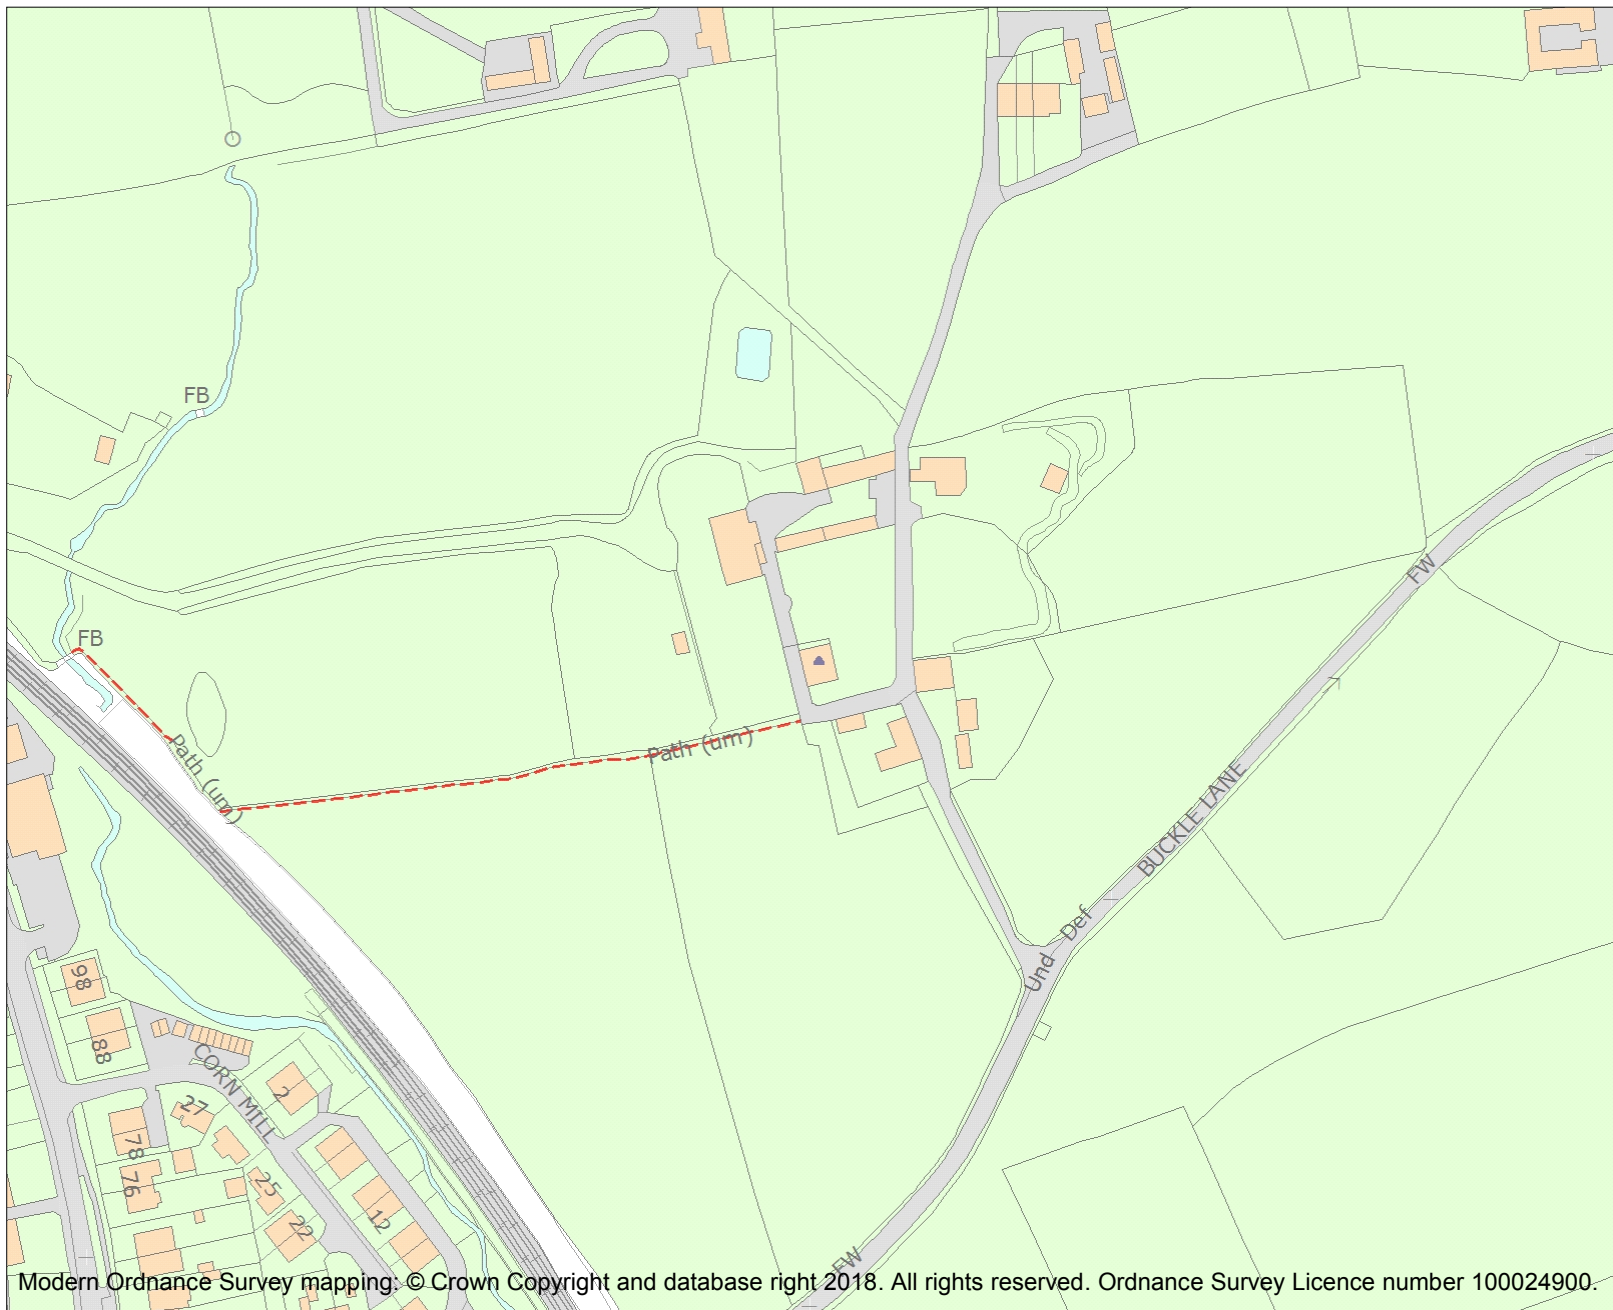 FB
FW
FB
Path (um)
Path (um)
BUCKLE LANE
Und
Def
98
88
CORN MILL
2
27
78
76
25
22
12
FW
Modern Ordnance Survey mapping: © Crown Copyright and database right 2018. All rights reserved. Ordnance Survey Licence number 100024900.